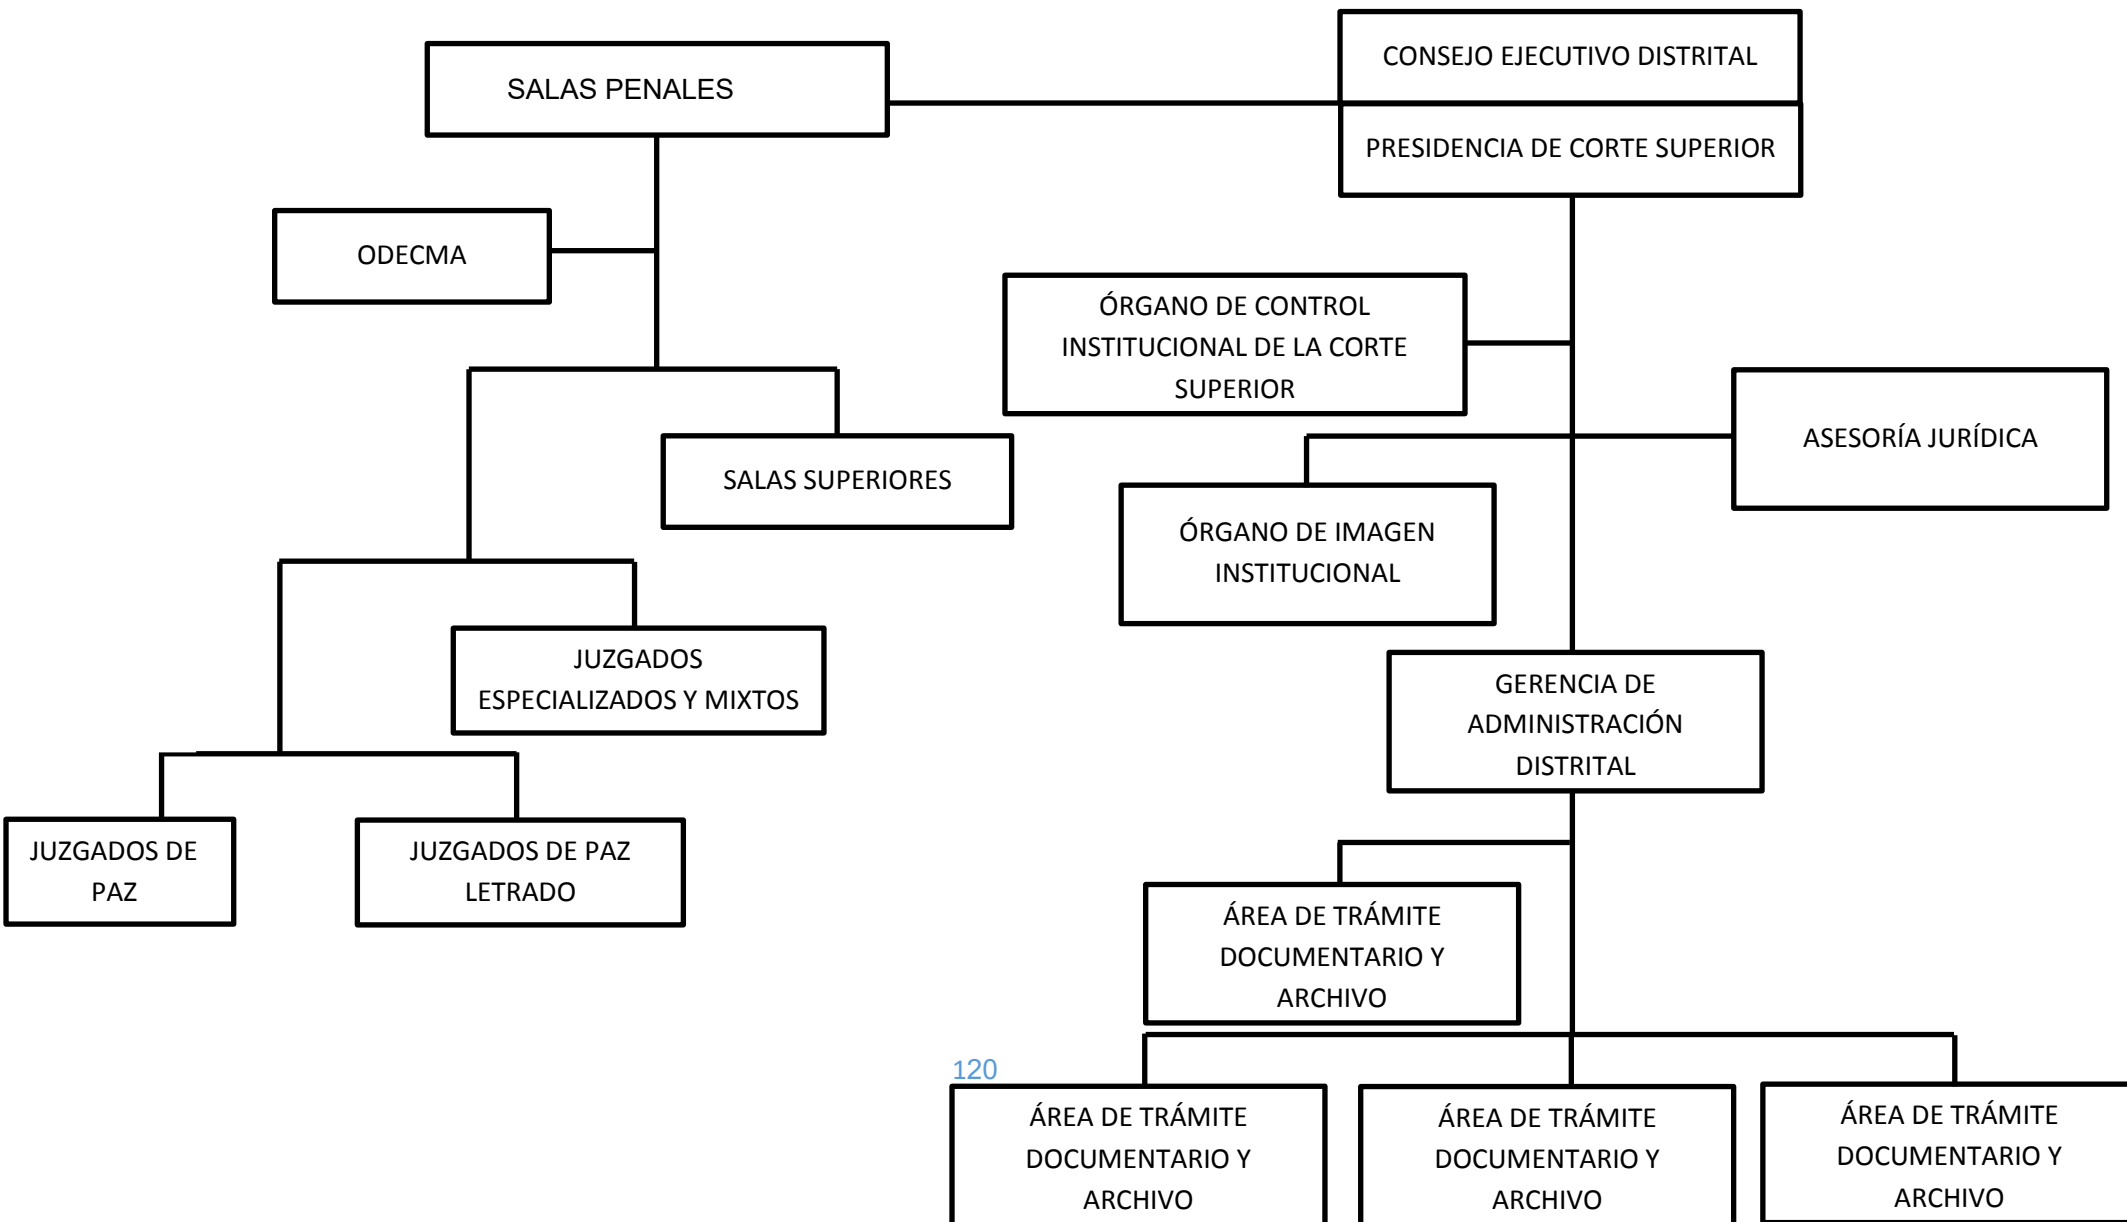 SALAS PENALES
CONSEJO EJECUTIVO DISTRITAL
PRESIDENCIA DE CORTE SUPERIOR
ODECMA
ÓRGANO DE CONTROL
INSTITUCIONAL DE LA CORTE
SUPERIOR
ASESORÍA JURÍDICA
SALAS SUPERIORES
ÓRGANO DE IMAGEN
INSTITUCIONAL
JUZGADOS
ESPECIALIZADOS Y MIXTOS
GERENCIA DE
ADMINISTRACIÓN
DISTRITAL
JUZGADOS DE
PAZ
JUZGADOS DE PAZ
LETRADO
ÁREA DE TRÁMITE
DOCUMENTARIO Y
ARCHIVO
120
ÁREA DE TRÁMITE
DOCUMENTARIO Y
ARCHIVO
ÁREA DE TRÁMITE
DOCUMENTARIO Y
ARCHIVO
ÁREA DE TRÁMITE
DOCUMENTARIO Y
ARCHIVO